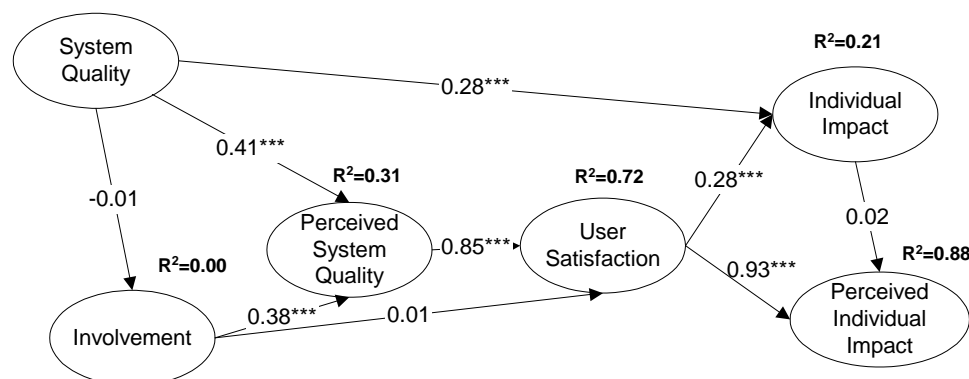 System
Quality
R²=0.21
0.28***
Individual
Impact
0.41***
R²=0.31
R²=0.72
-0.01
0.28***
Perceived
System
Quality
0.85***
User
Satisfaction
0.02
R²=0.00
R²=0.88
0.93***
Involvement
0.38***
0.01
Perceived
Individual
Impact